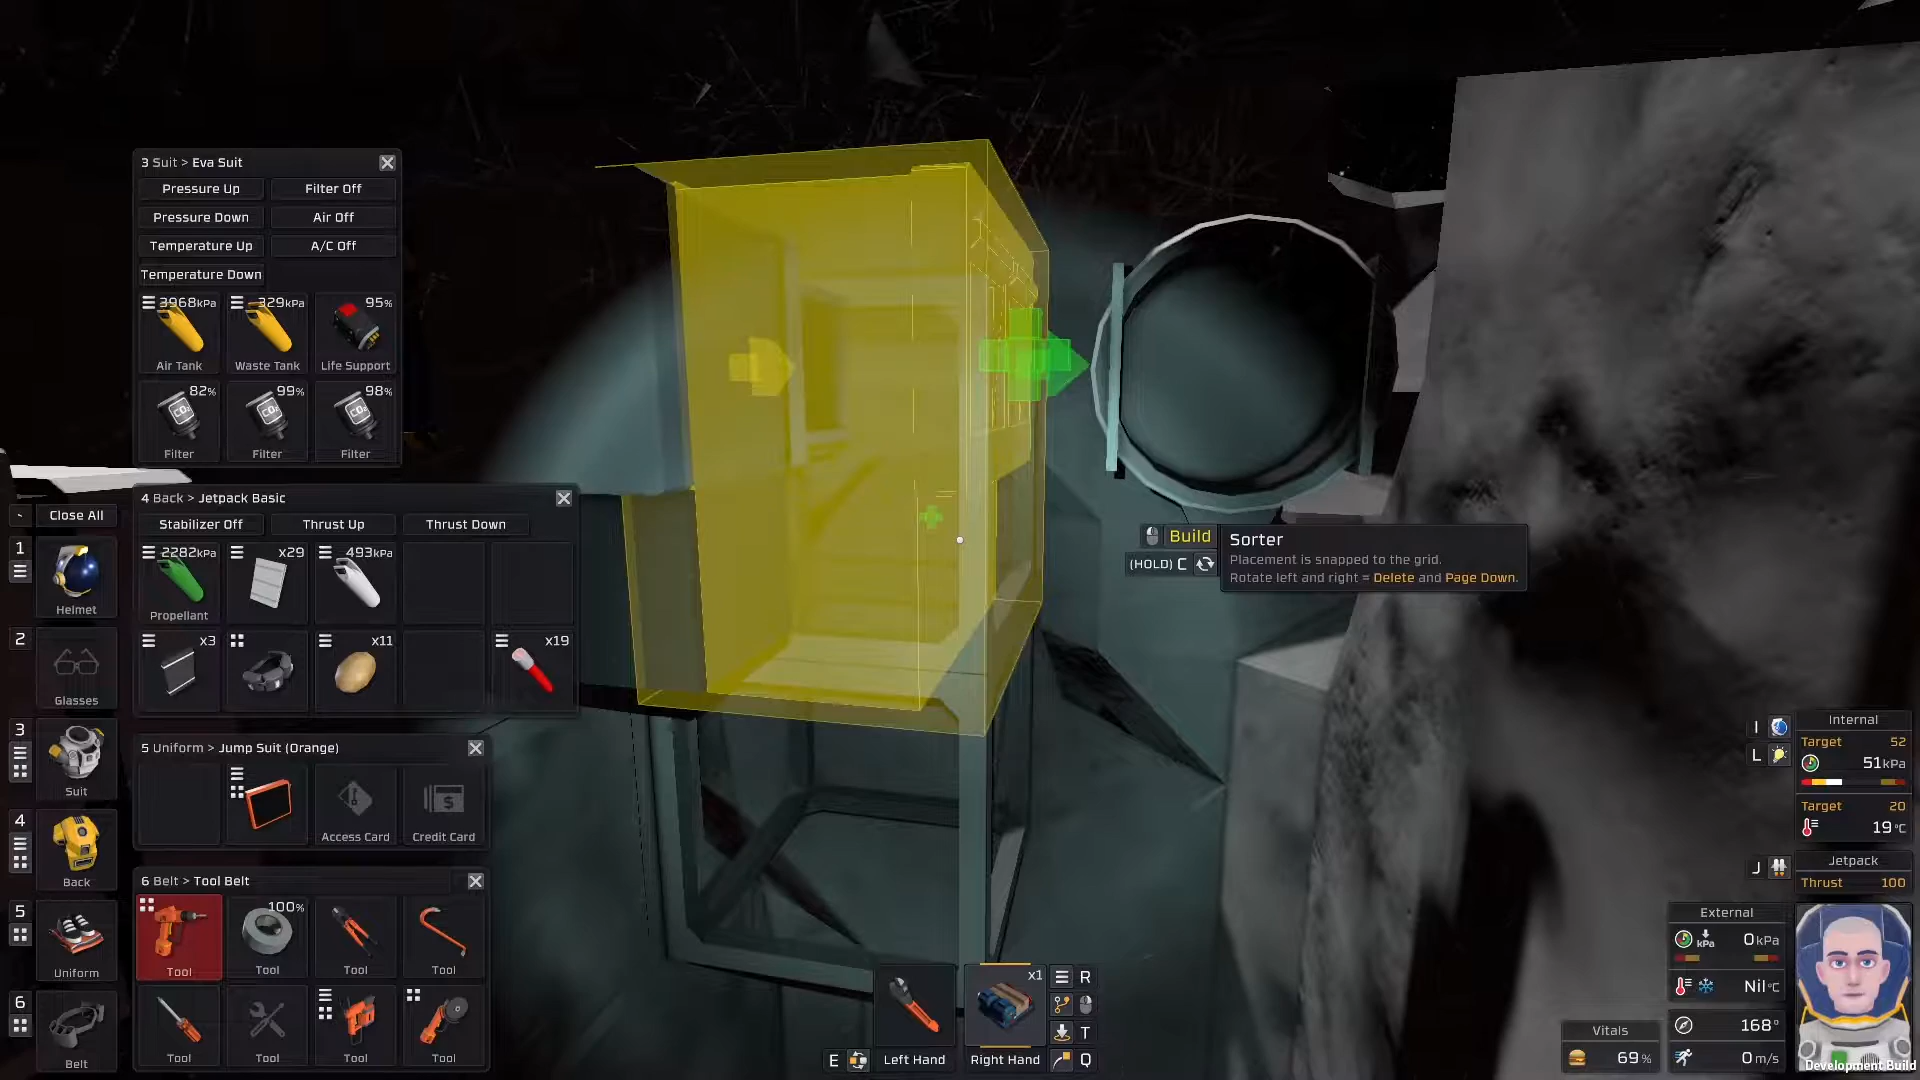 3 Suit > Eva Suit
Pressure Up
Filter Off
Pressure Down
Air Off
Temperature Up
A/C Off
Temperature Down
3968kPa
329kPa
95%
Air Tank
Waste Tank
Life Support
82%
99%
98%
CO₂
CO₂
CO₂
Filter
Filter
Filter
4 Back > Jetpack Basic
Stabilizer Off
Thrust Up
Thrust Down
2282kPa
x29
493kPa
Propellant
x3
x11
x19
5 Uniform > Jump Suit (Orange)
Access Card
Credit Card
6 Belt > Tool Belt
100%
Tool
Tool
Tool
Tool
Tool
Tool
Tool
Tool
Close All
1
Helmet
2
Glasses
3
Suit
4
Back
5
Uniform
6
Belt
Build
(HOLD) C
Sorter
Placement is snapped to the grid.
Rotate left and right = Delete and Page Down.
x1
R
T
E
Left Hand
Right Hand
Q
Internal
I
Target 52
L
51kPa
Target 20
19°C
J
Jetpack
Thrust 100
External
kPa
0kPa
Nil°C
168°
0m/s
Vitals
69%
Development Build